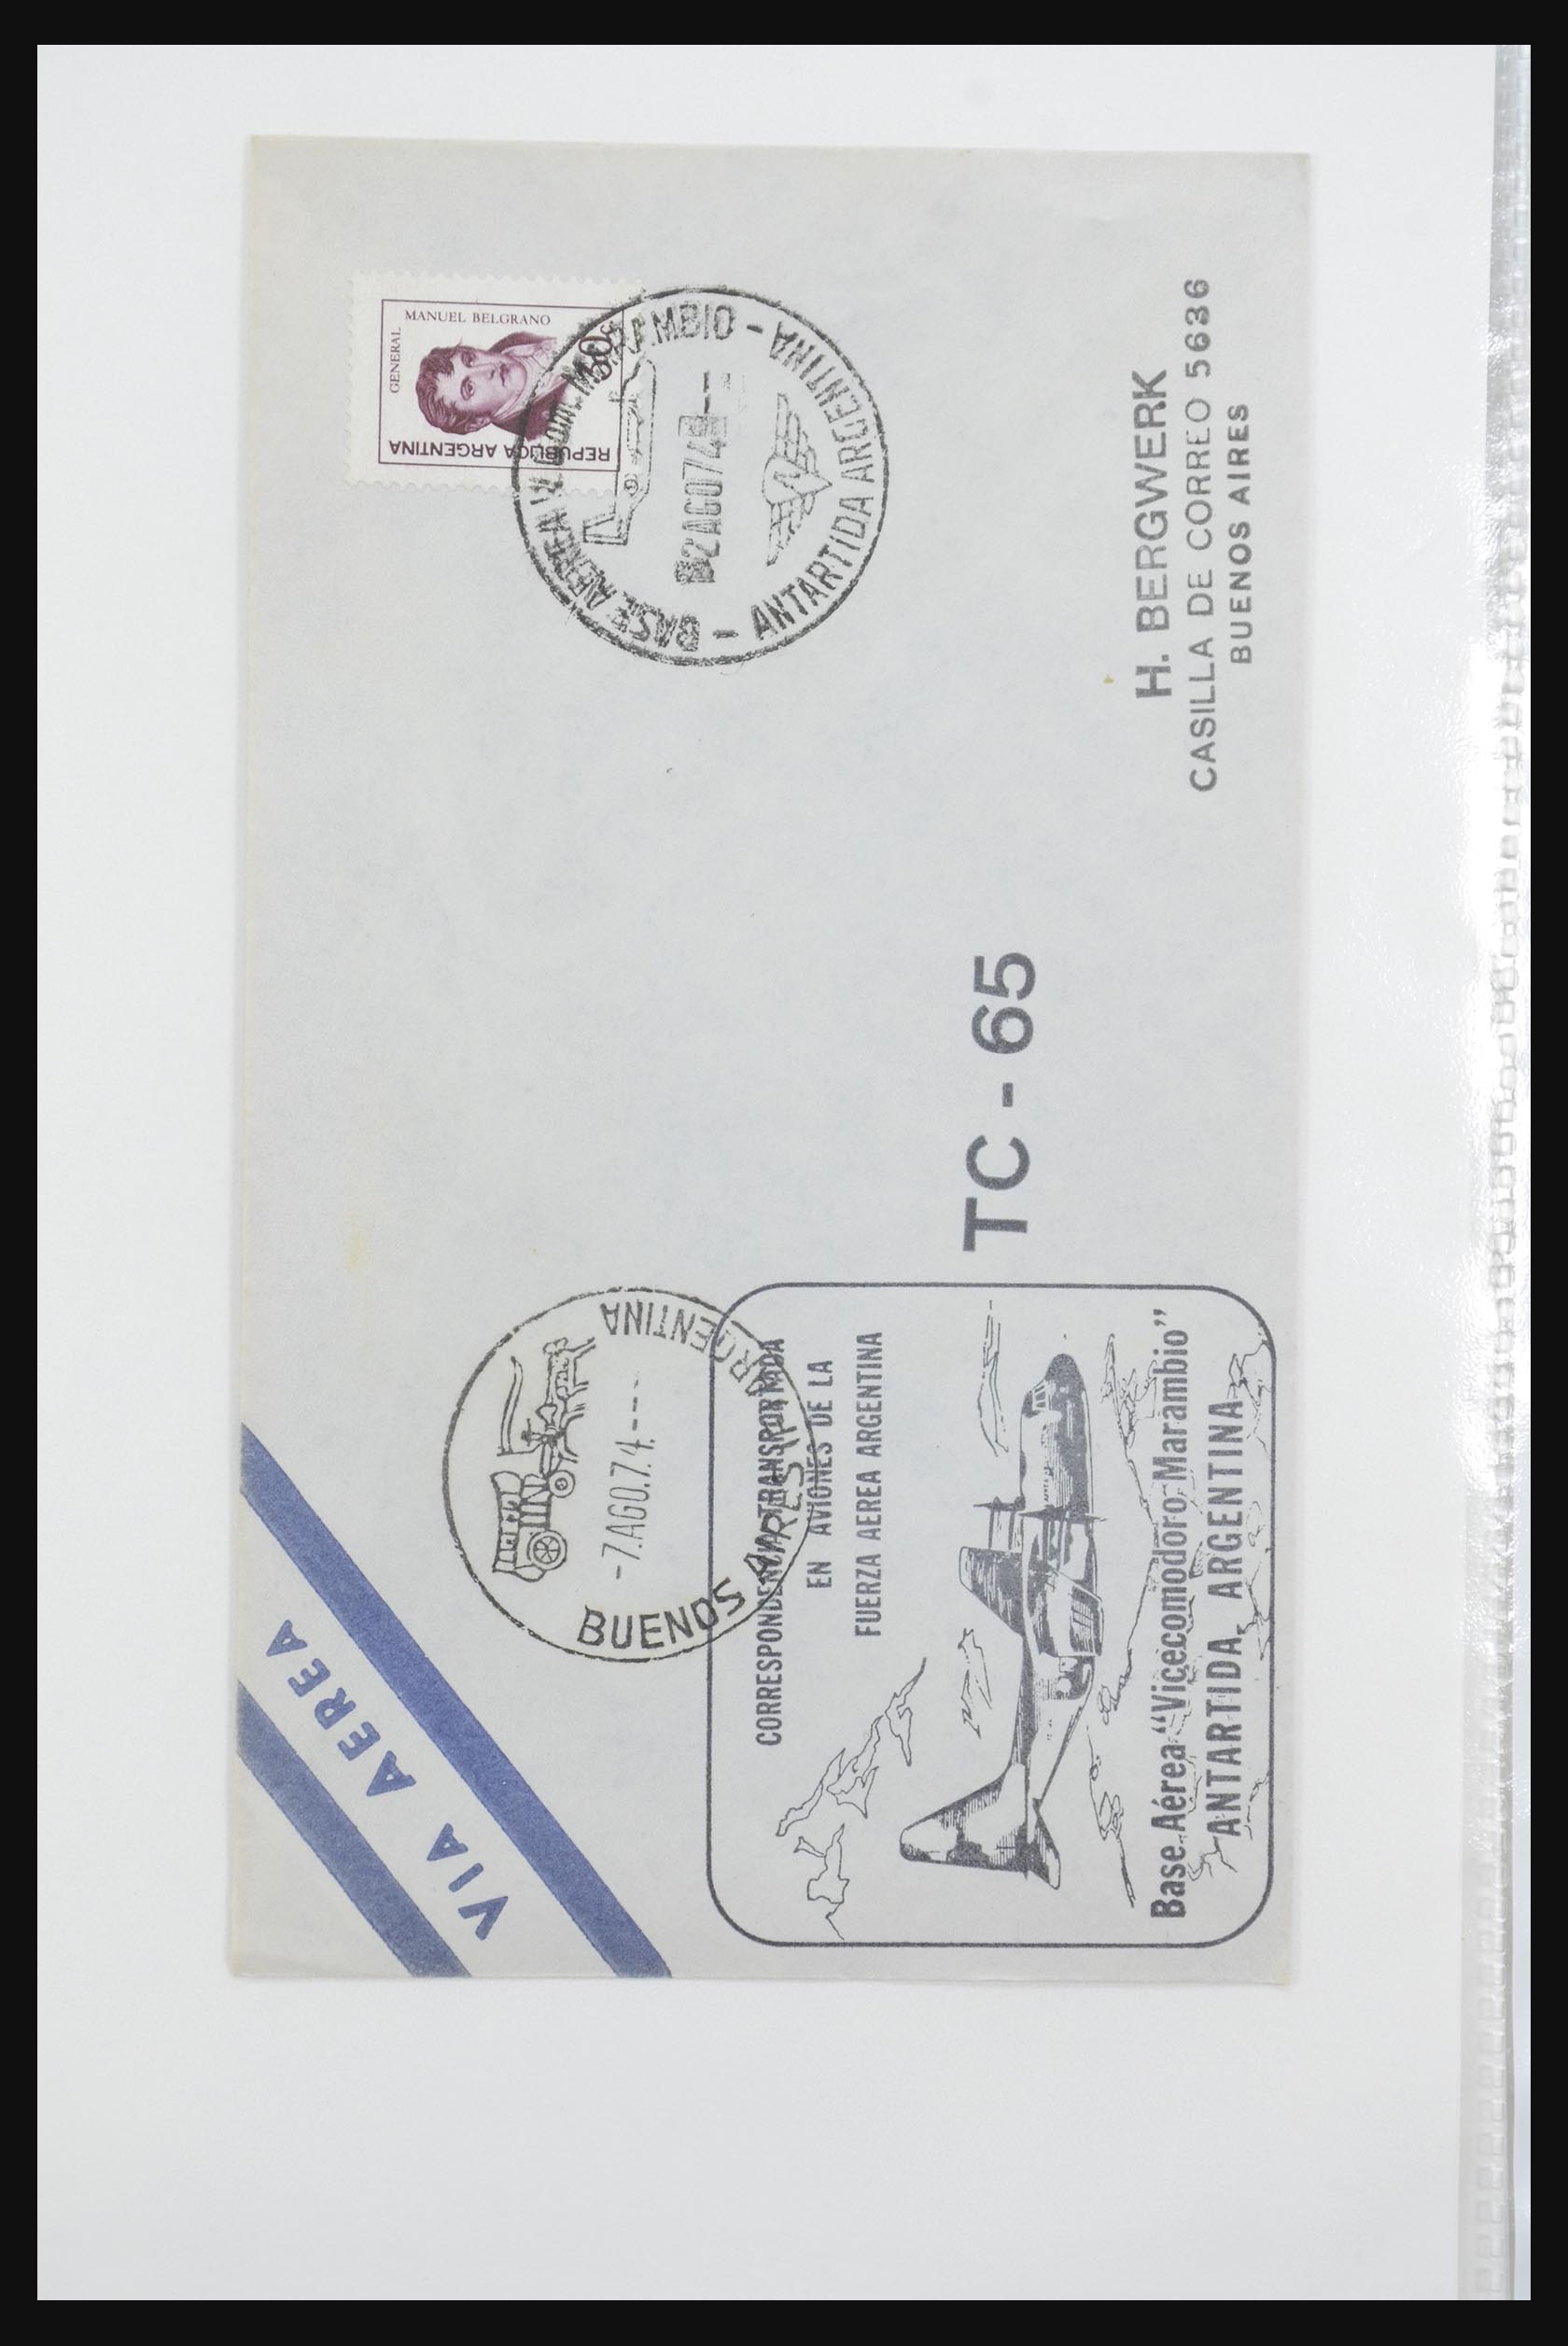 VIA AEREA
BUENOS AIRES
ARGENTINA
-7.AGO.74.---
GENERAL
MANUEL BELGRANO
REPUBLICA ARGENTINA
50c
BASE AEREA MARAMBIO - ANTARTIDA ARGENTINA -
2AGO74
CORRESPONDENCIA TRANSPORTADA
EN AVIONES DE LA
FUERZA AEREA ARGENTINA
Base Aérea “Vicecomodoro Marambio”
ANTARTIDA ARGENTINA
TC - 65
H. BERGWERK
CASILLA DE CORREO 5636
BUENOS AIRES